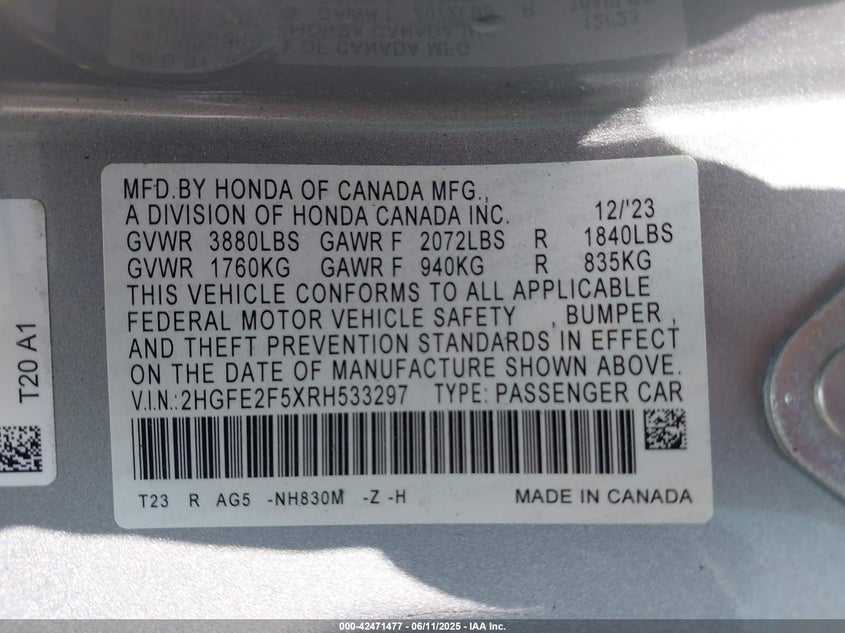 MFD.BY HONDA OF CANADA MFG.,
A DIVISION OF HONDA CANADA INC. 12/'23
GVWR 3880LBS GAWR F 2072LBS R 1840LBS
GVWR 1760KG GAWR F 940KG R 835KG
THIS VEHICLE CONFORMS TO ALL APPLICABLE
FEDERAL MOTOR VEHICLE SAFETY , BUMPER ,
AND THEFT PREVENTION STANDARDS IN EFFECT
ON THE DATE OF MANUFACTURE SHOWN ABOVE.
V.I.N.:2HGFE2F5XRH533297 TYPE: PASSENGER CAR
T23 R AG5 -NH830M -Z -H MADE IN CANADA
T20 A1
000-42471477 - 06/11/2025 - IAA Inc.